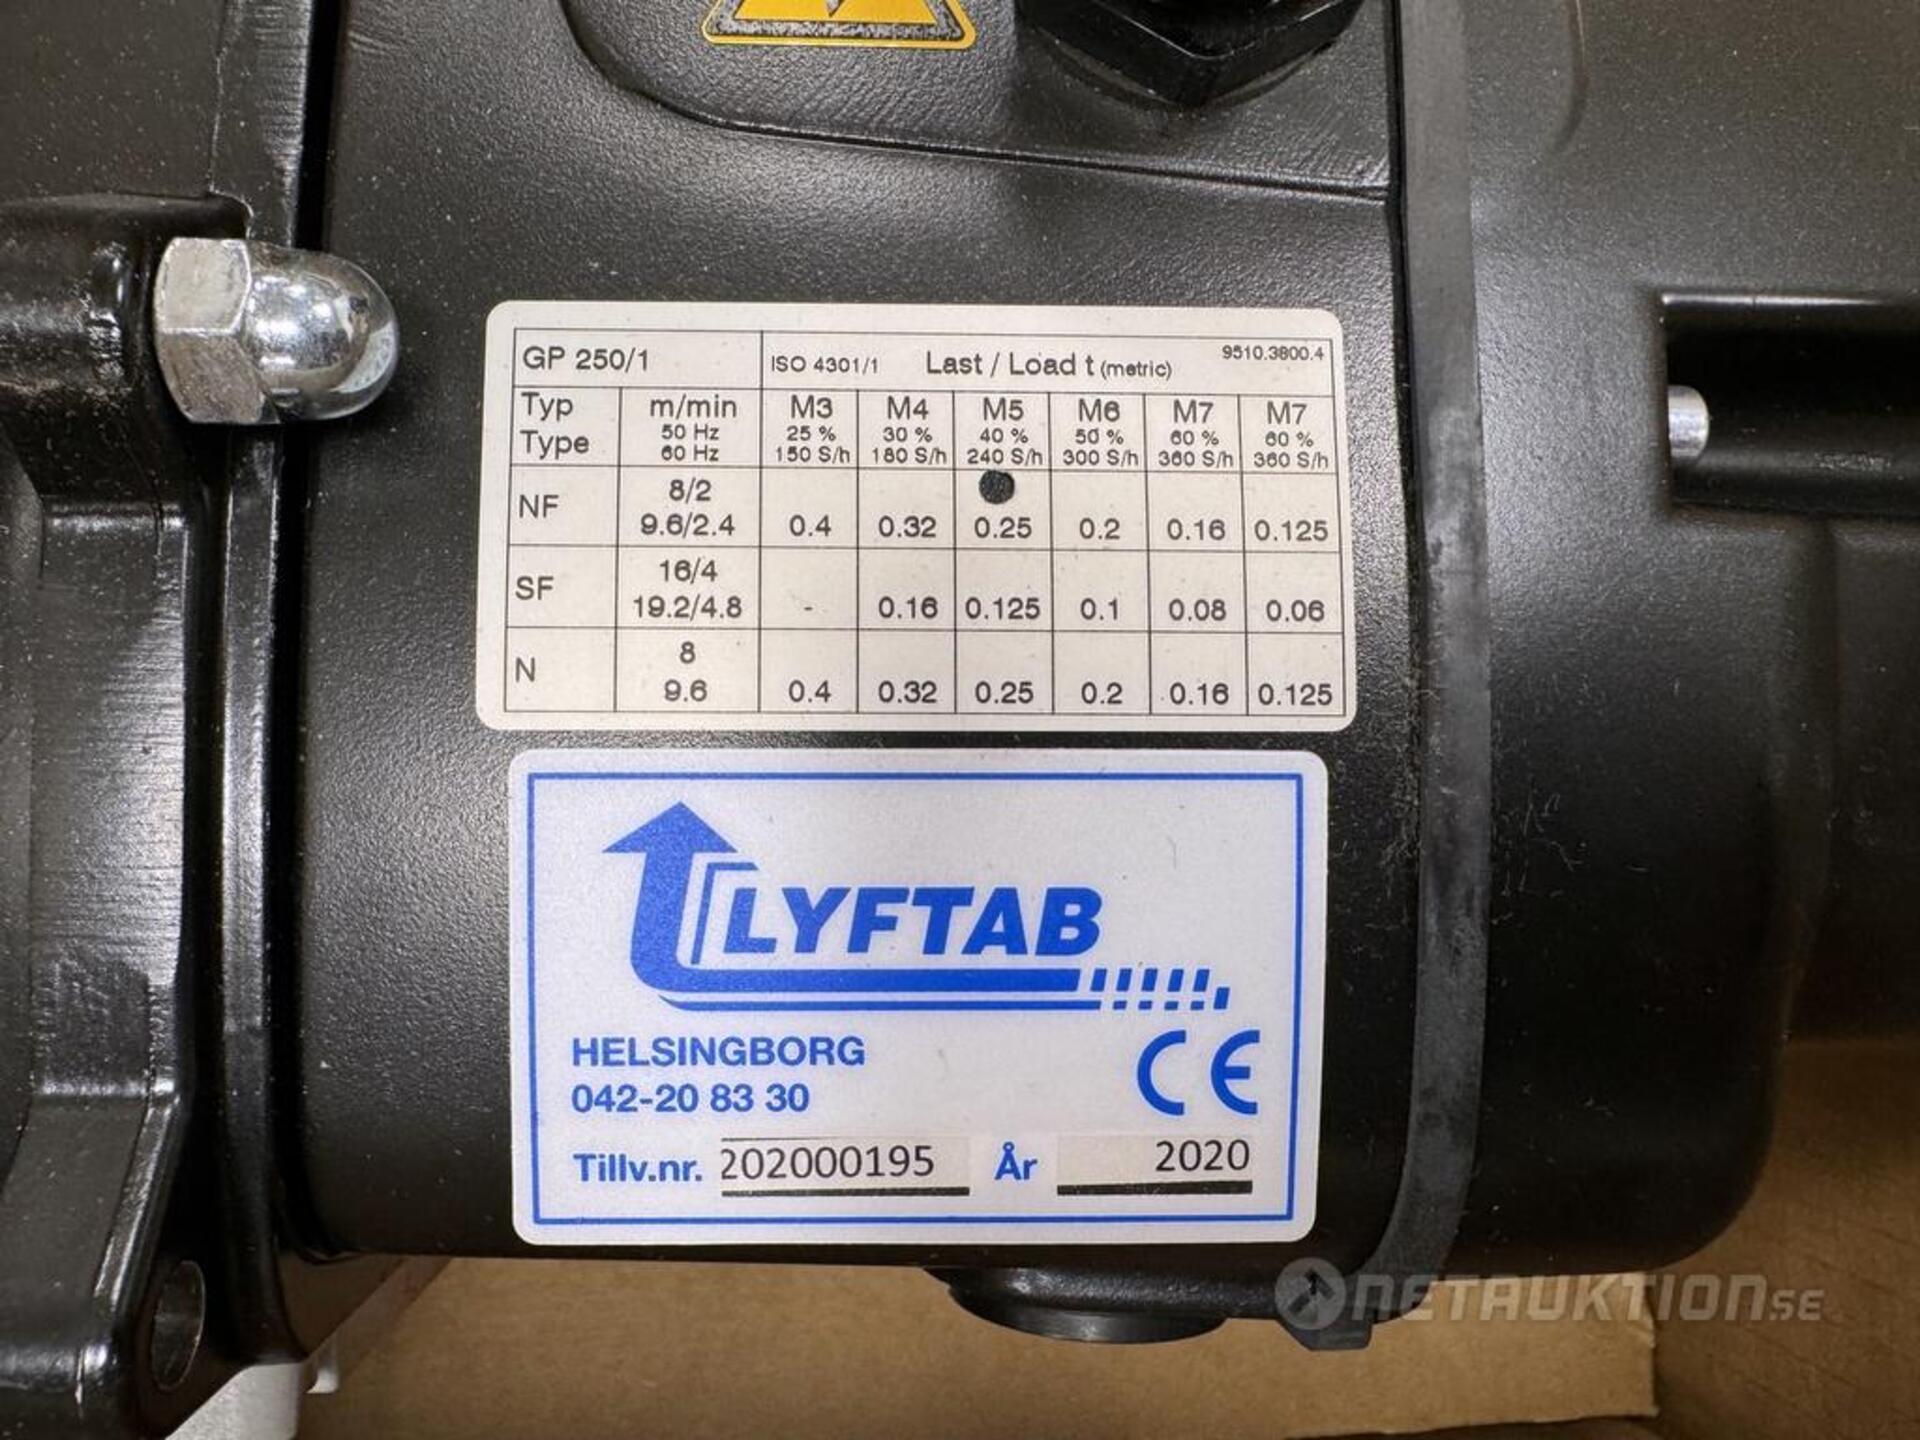 GP 250/1 ISO 4301/1 Last / Load t (metric) 9510.3800.4
Typ m/min M3 M4 M5 M6 M7 M7
Type 50 Hz 25 % 30 % 40 % 50 % 60 % 60 %
60 Hz 150 S/h 180 S/h 240 S/h 300 S/h 360 S/h 360 S/h
NF 8/2
9.6/2.4 0.4 0.32 0.25 0.2 0.16 0.125
SF 16/4
19.2/4.8 - 0.16 0.125 0.1 0.08 0.06
N 8
9.6 0.4 0.32 0.25 0.2 0.16 0.125
LYFTAB
HELSINGBORG
042-20 83 30 CE
Tillv.nr. 202000195 År 2020
NETAUKTION.SE